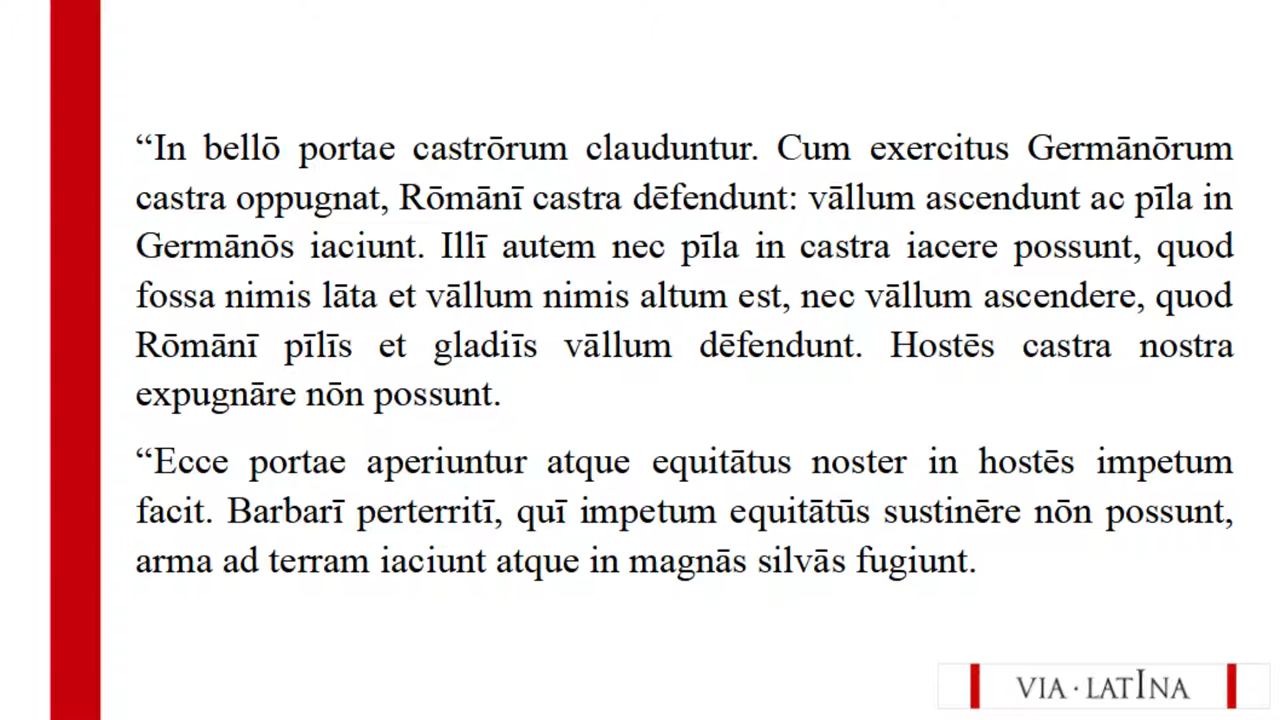 “In bellō portae castrōrum clauduntur. Cum exercitus Germānōrum
castra oppugnat, Rōmānī castra dēfendunt: vāllum ascendunt ac pīla in
Germānōs iaciunt. Illī autem nec pīla in castra iacere possunt, quod
fossa nimis lāta et vāllum nimis altum est, nec vāllum ascendere, quod
Rōmānī pīlīs et gladiīs vāllum dēfendunt. Hostēs castra nostra
expugnāre nōn possunt.
“Ecce portae aperiuntur atque equitātus noster in hostēs impetum
facit. Barbarī perterritī, quī impetum equitātūs sustinēre nōn possunt,
arma ad terram iaciunt atque in magnās silvās fugiunt.
VIA · LATINA